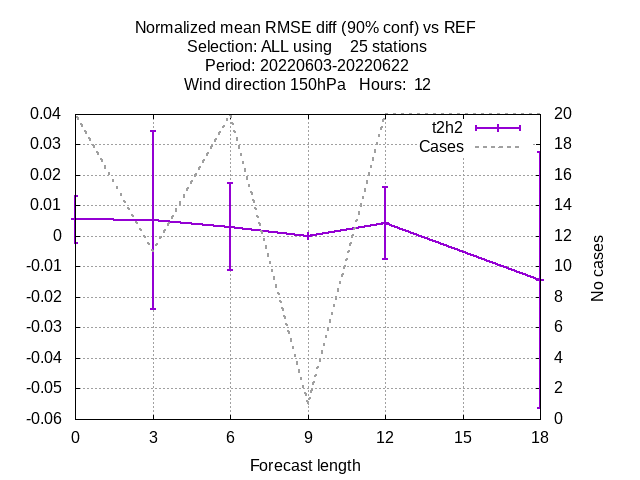 Normalized mean RMSE diff (90% conf) vs REF
Selection: ALL using    25 stations
Period: 20220603-20220622
Wind direction 150hPa   Hours:  12
0.04
0.03
0.02
0.01
0
-0.01
-0.02
-0.03
-0.04
-0.05
-0.06
t2h2
Cases
20
18
16
14
12
10
8
6
4
2
0
No cases
0 3 6 9 12 15 18
Forecast length